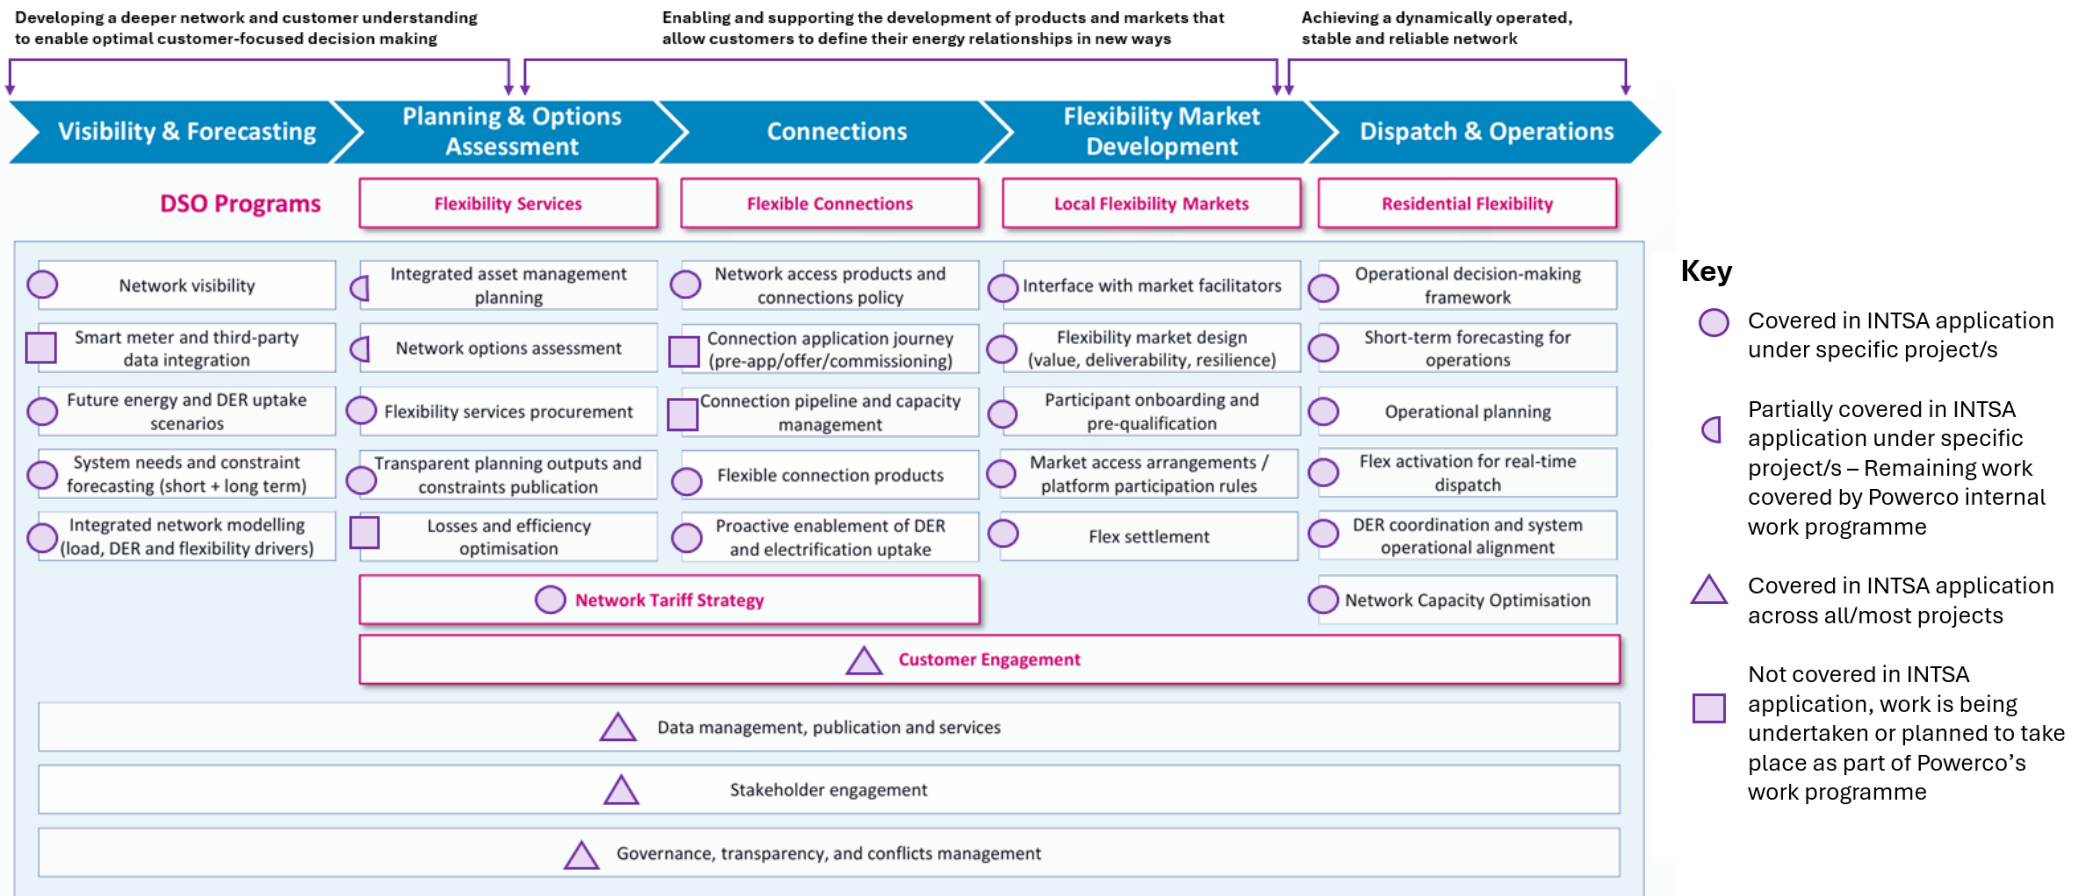 Developing a deeper network and customer understanding
to enable optimal customer-focused decision making
Enabling and supporting the development of products and markets that
allow customers to define their energy relationships in new ways
Achieving a dynamically operated,
stable and reliable network
Visibility & Forecasting
Planning & Options
Assessment
Connections
Flexibility Market
Development
Dispatch & Operations
DSO Programs
Flexibility Services
Flexible Connections
Local Flexibility Markets
Residential Flexibility
Network visibility
Smart meter and third-party
data integration
Future energy and DER uptake
scenarios
System needs and constraint
forecasting (short + long term)
Integrated network modelling
(load, DER and flexibility drivers)
Integrated asset management
planning
Network options assessment
Flexibility services procurement
Transparent planning outputs and
constraints publication
Losses and efficiency
optimisation
Network access products and
connections policy
Connection application journey
(pre-app/offer/commissioning)
Connection pipeline and capacity
management
Flexible connection products
Proactive enablement of DER
and electrification uptake
Interface with market facilitators
Flexibility market design
(value, deliverability, resilience)
Participant onboarding and
pre-qualification
Market access arrangements /
platform participation rules
Flex settlement
Operational decision-making
framework
Short-term forecasting for
operations
Operational planning
Flex activation for real-time
dispatch
DER coordination and system
operational alignment
Network Capacity Optimisation
Network Tariff Strategy
Customer Engagement
Data management, publication and services
Stakeholder engagement
Governance, transparency, and conflicts management
Key
Covered in INTSA application
under specific project/s
Partially covered in INTSA
application under specific
project/s – Remaining work
covered by Powerco internal
work programme
Covered in INTSA application
across all/most projects
Not covered in INTSA
application, work is being
undertaken or planned to take
place as part of Powerco's
work programme